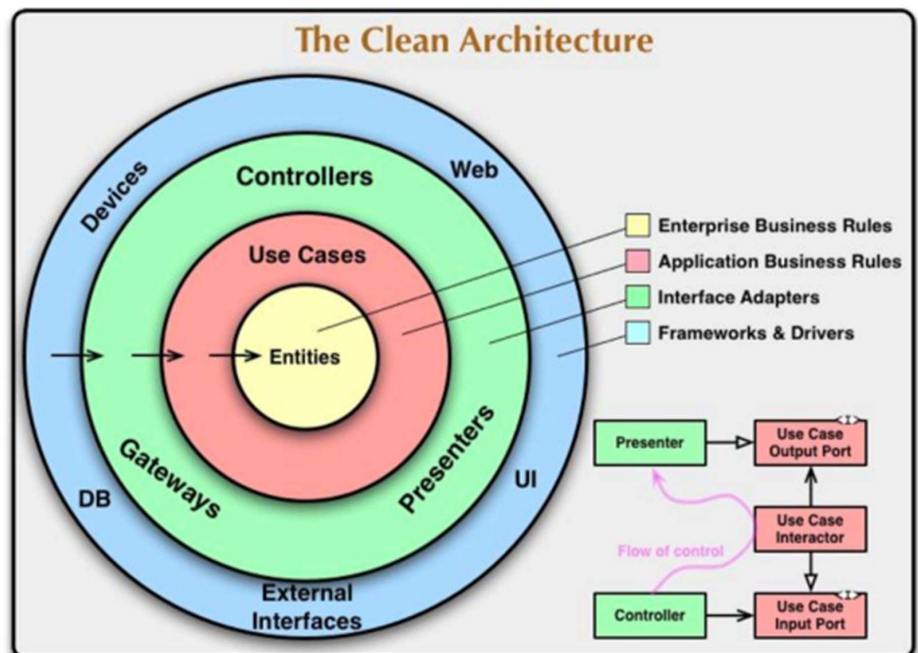 The Clean Architecture
Devices
Web
Controllers
Use Cases
Entities
Gateways
Presenters
DB
UI
External
Interfaces
Enterprise Business Rules
Application Business Rules
Interface Adapters
Frameworks & Drivers
Presenter
Use Case
Output Port
<I>
Flow of control
Use Case
Interactor
Controller
Use Case
Input Port
<I>